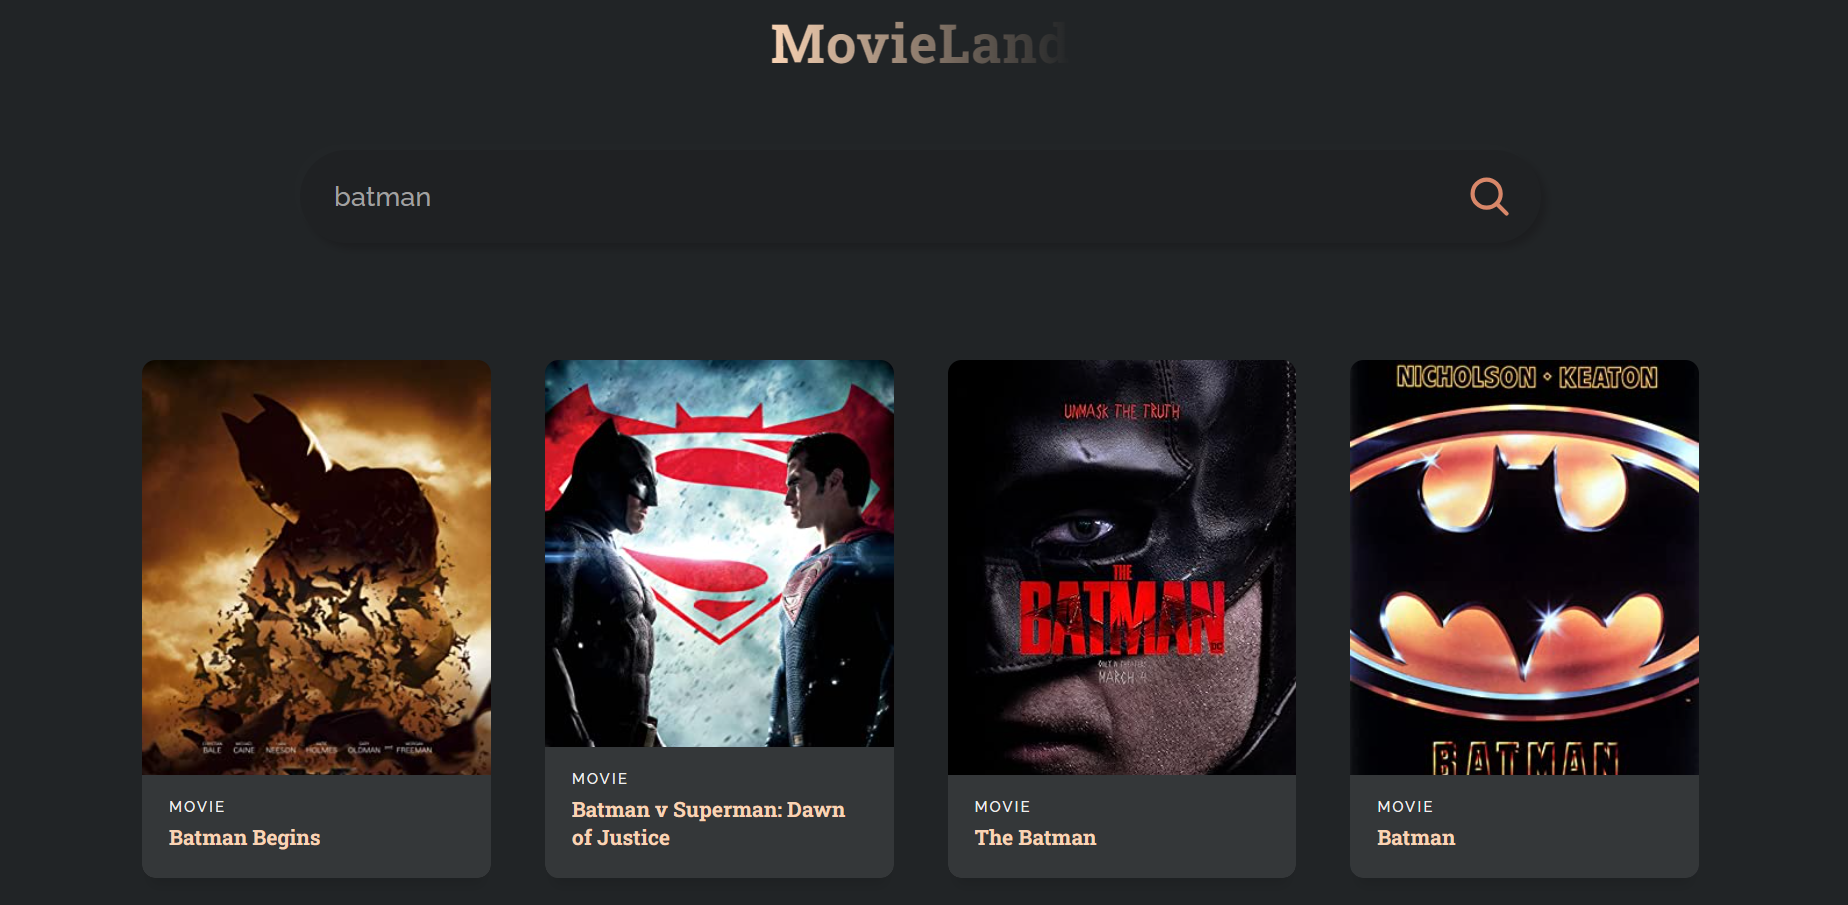 MovieLand
batman
UNMASK THE TRUTH
THE
BATMAN
MARCH 4
NICHOLSON ⋄ KEATON
BATMAN
BALE CAINE NEESON HOLMES OLDMAN and FREEMAN
MOVIE
Batman Begins
MOVIE
Batman v Superman: Dawn
of Justice
MOVIE
The Batman
MOVIE
Batman